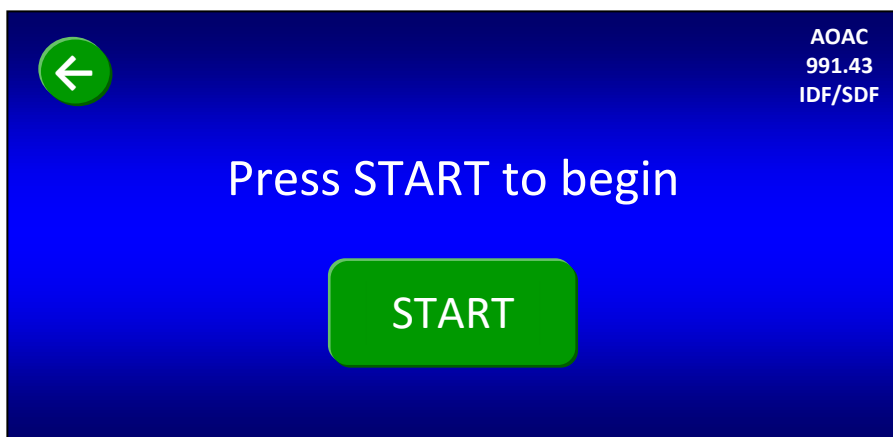 AOAC
991.43
IDF/SDF
Press START to begin
START